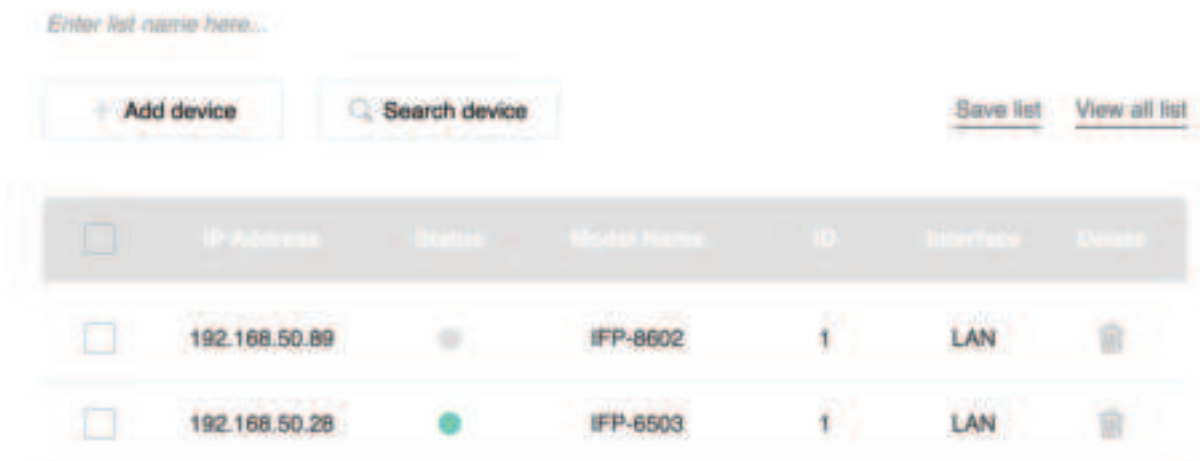 Enter list name here...
+ Add device Search device Save list View all list
IP Address Status Model Name ID Interface Delete
192.168.50.89 IFP-8602 1 LAN
192.168.50.28 IFP-6503 1 LAN